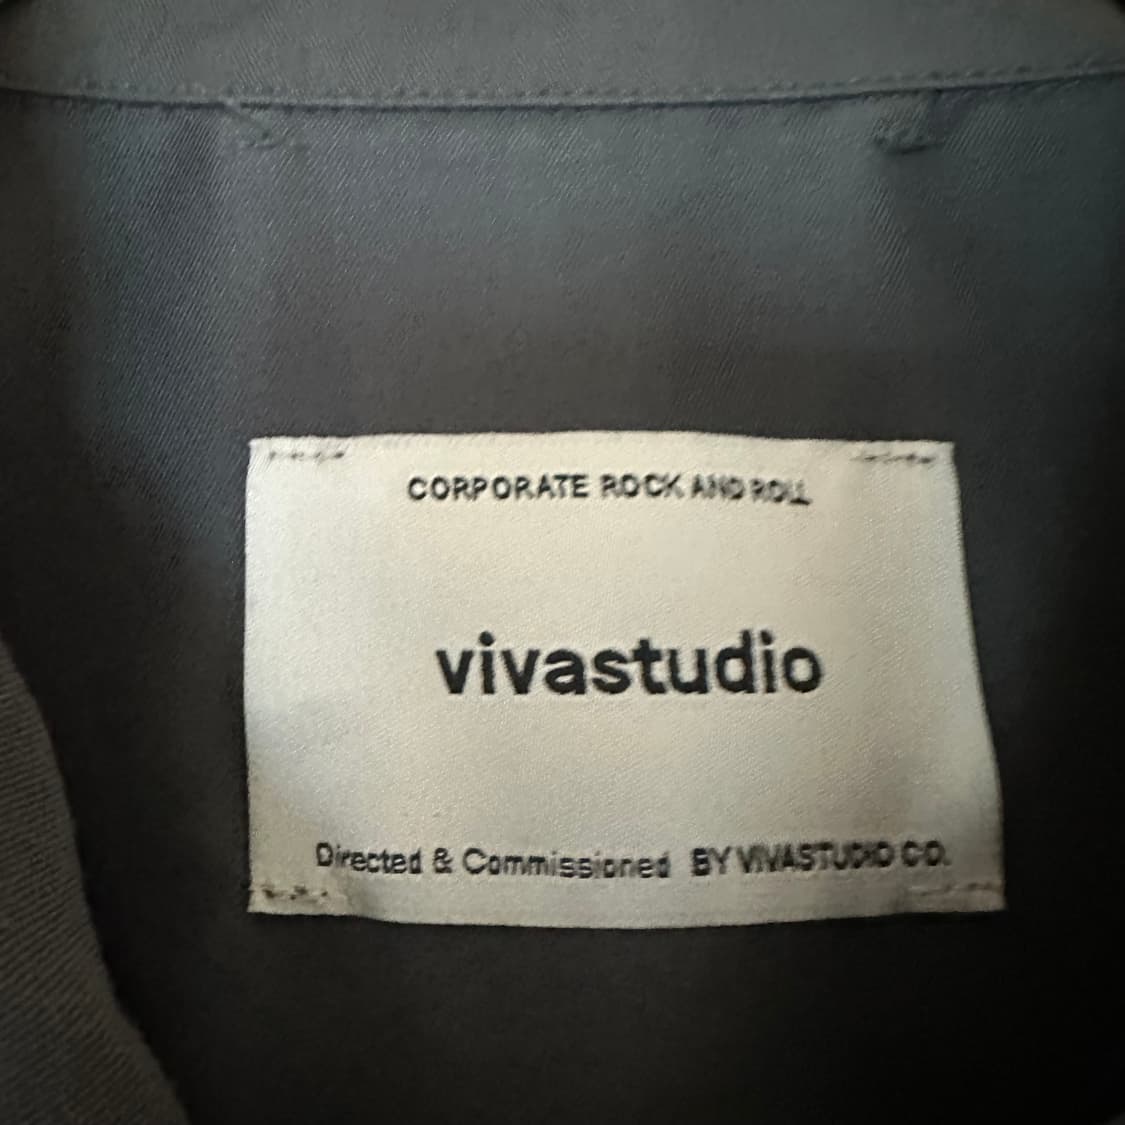 CORPORATE ROCK AND ROLL
vivastudio
Directed & Commissioned BY VIVASTUDIO CO.